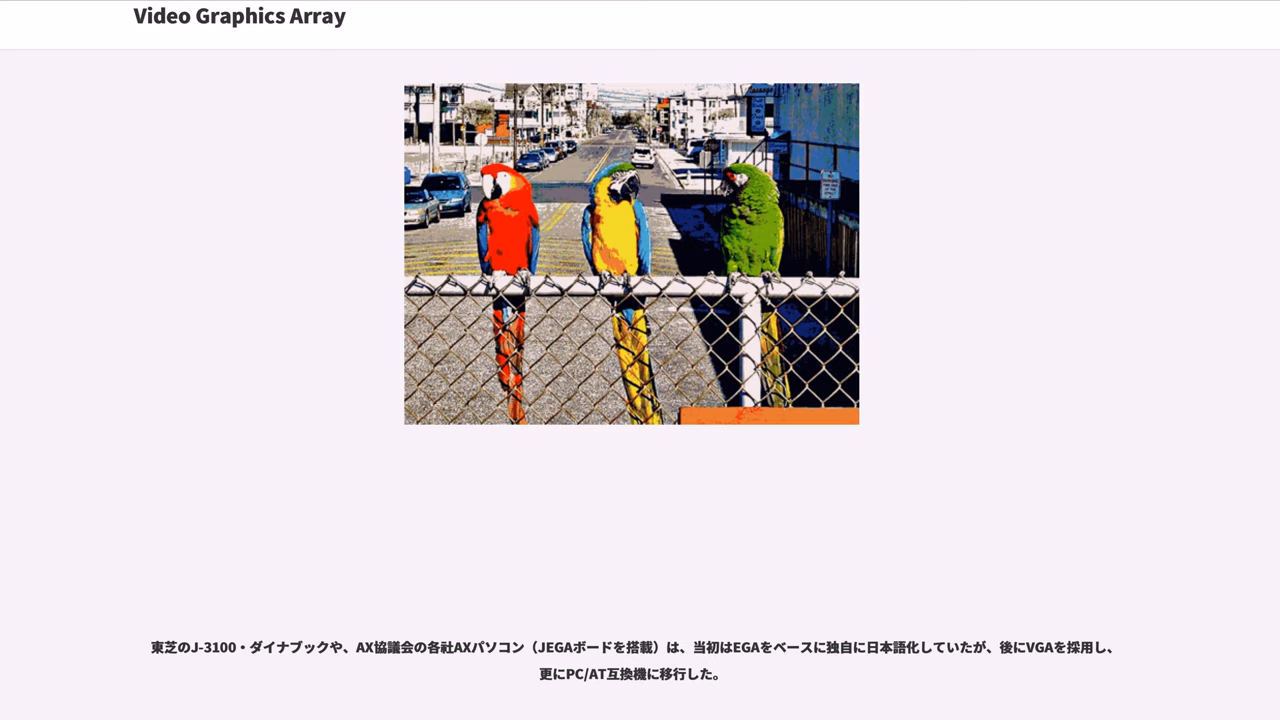 Video Graphics Array
東芝のJ-3100・ダイナブックや、AX協議会の各社AXパソコン（JEGAボードを搭載）は、当初はEGAをベースに独自に日本語化していたが、後にVGAを採用し、
更にPC/AT互換機に移行した。